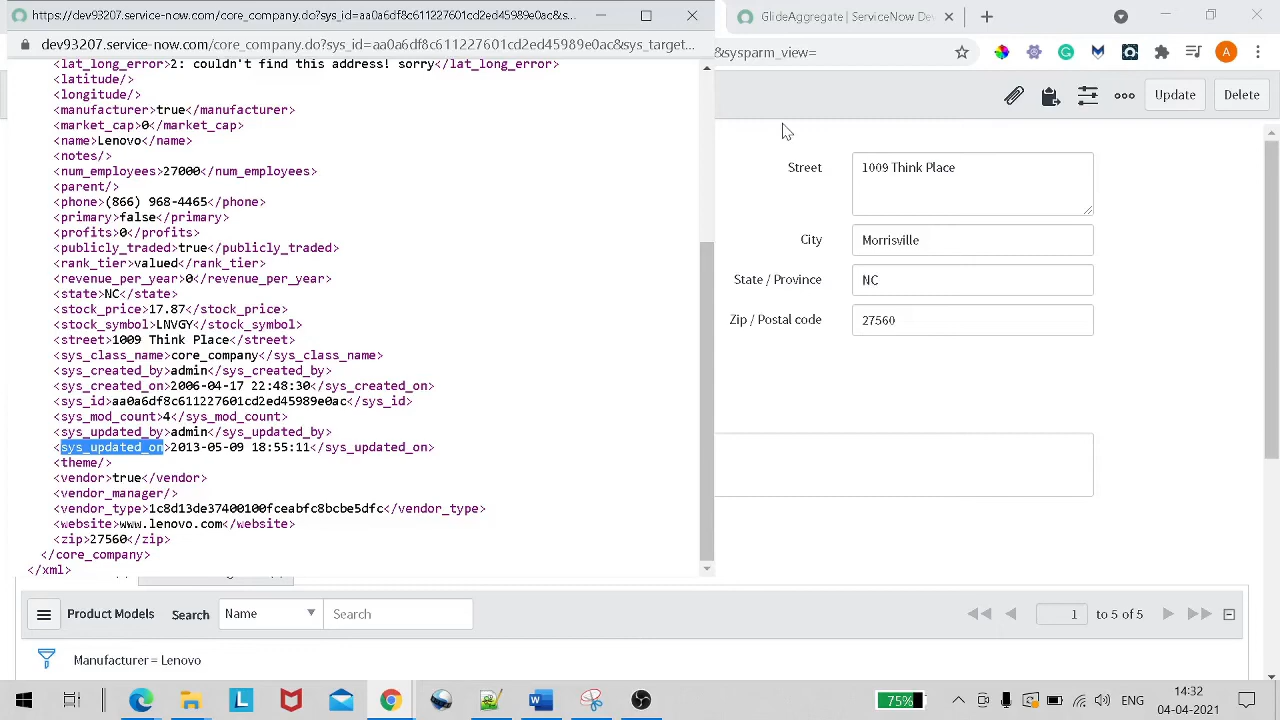 https://dev93207.service-now.com/core_company.do?sys_id=aa0a6df8c611227601cd2ed45989e0ac&s...
GlideAggregate | ServiceNow Dev
dev93207.service-now.com/core_company.do?sys_id=aa0a6df8c611227601cd2ed45989e0ac&sys_target...
&sysparm_view=
A
<lat_long_error>2: couldn't find this address! sorry</lat_long_error>
<latitude/>
<longitude/>
<manufacturer>true</manufacturer>
<market_cap>0</market_cap>
<name>Lenovo</name>
<notes/>
<num_employees>27000</num_employees>
<parent/>
<phone>(866) 968-4465</phone>
<primary>false</primary>
<profits>0</profits>
<publicly_traded>true</publicly_traded>
<rank_tier>valued</rank_tier>
<revenue_per_year>0</revenue_per_year>
<state>NC</state>
<stock_price>17.87</stock_price>
<stock_symbol>LNVGY</stock_symbol>
<street>1009 Think Place</street>
<sys_class_name>core_company</sys_class_name>
<sys_created_by>admin</sys_created_by>
<sys_created_on>2006-04-17 22:48:30</sys_created_on>
<sys_id>aa0a6df8c611227601cd2ed45989e0ac</sys_id>
<sys_mod_count>4</sys_mod_count>
<sys_updated_by>admin</sys_updated_by>
<sys_updated_on>2013-05-09 18:55:11</sys_updated_on>
<theme/>
<vendor>true</vendor>
<vendor_manager/>
<vendor_type>1c8d13de37400100fceabfc8bcbe5dfc</vendor_type>
<website>www.lenovo.com</website>
<zip>27560</zip>
</core_company>
</xml>
Update
Delete
Street 1009 Think Place
City Morrisville
State / Province NC
Zip / Postal code 27560
Product Models Search Name Search 1 to 5 of 5
Manufacturer = Lenovo
L W 75% ENG 14:32
04-04-2021